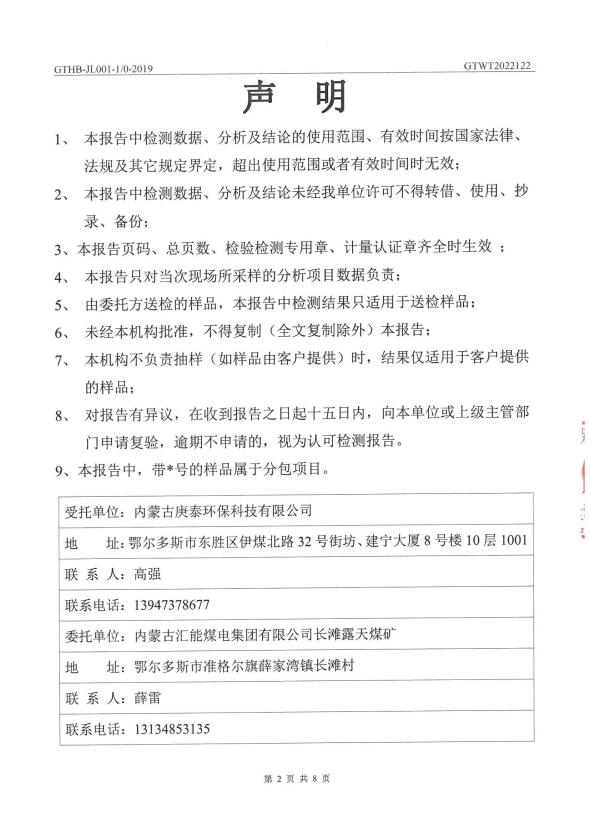 GTHB-JL001-1/0-2019 GTWT2022122
声 明
1、 本报告中检测数据、分析及结论的使用范围、有效时间按国家法律、
法规及其它规定界定，超出使用范围或者有效时间时无效；
2、 本报告中检测数据、分析及结论未经我单位许可不得转借、使用、抄
录、备份；
3、本报告页码、总页数、检验检测专用章、计量认证章齐全时生效 ；
4、 本报告只对当次现场所采样的分析项目数据负责；
5、 由委托方送检的样品，本报告中检测结果只适用于送检样品；
6、 未经本机构批准，不得复制（全文复制除外）本报告；
7、 本机构不负责抽样（如样品由客户提供）时，结果仅适用于客户提供
的样品；
8、 对报告有异议，在收到报告之日起十五日内，向本单位或上级主管部
门申请复验，逾期不申请的，视为认可检测报告。
9、本报告中，带*号的样品属于分包项目。
受托单位：内蒙古庚泰环保科技有限公司
地 址：鄂尔多斯市东胜区伊煤北路 32 号街坊、建宁大厦 8 号楼 10 层 1001
联 系 人：高强
联系电话：13947378677
委托单位：内蒙古汇能煤电集团有限公司长滩露天煤矿
地 址：鄂尔多斯市准格尔旗薛家湾镇长滩村
联 系 人：薛雷
联系电话：13134853135
第 2 页 共 8 页